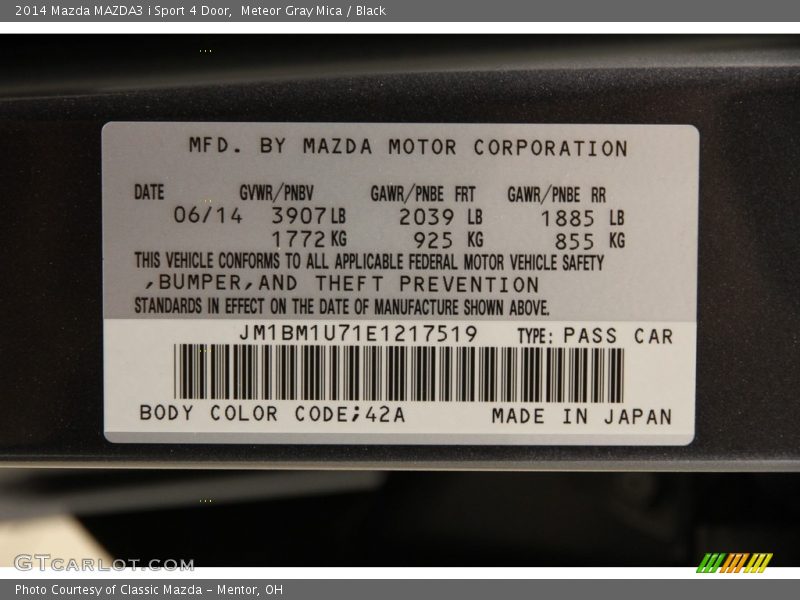 2014 Mazda MAZDA3 i Sport 4 Door,  Meteor Gray Mica / Black
MFD. BY MAZDA MOTOR CORPORATION
DATE GVWR/PNBV GAWR/PNBE FRT GAWR/PNBE RR
06/14 3907 LB 2039 LB 1885 LB
1772 KG 925 KG 855 KG
THIS VEHICLE CONFORMS TO ALL APPLICABLE FEDERAL MOTOR VEHICLE SAFETY
,BUMPER,AND THEFT PREVENTION
STANDARDS IN EFFECT ON THE DATE OF MANUFACTURE SHOWN ABOVE.
JM1BM1U71E1217519 TYPE: PASS CAR
BODY COLOR CODE;42A MADE IN JAPAN
GTCARLOT.COM
Photo Courtesy of Classic Mazda - Mentor, OH